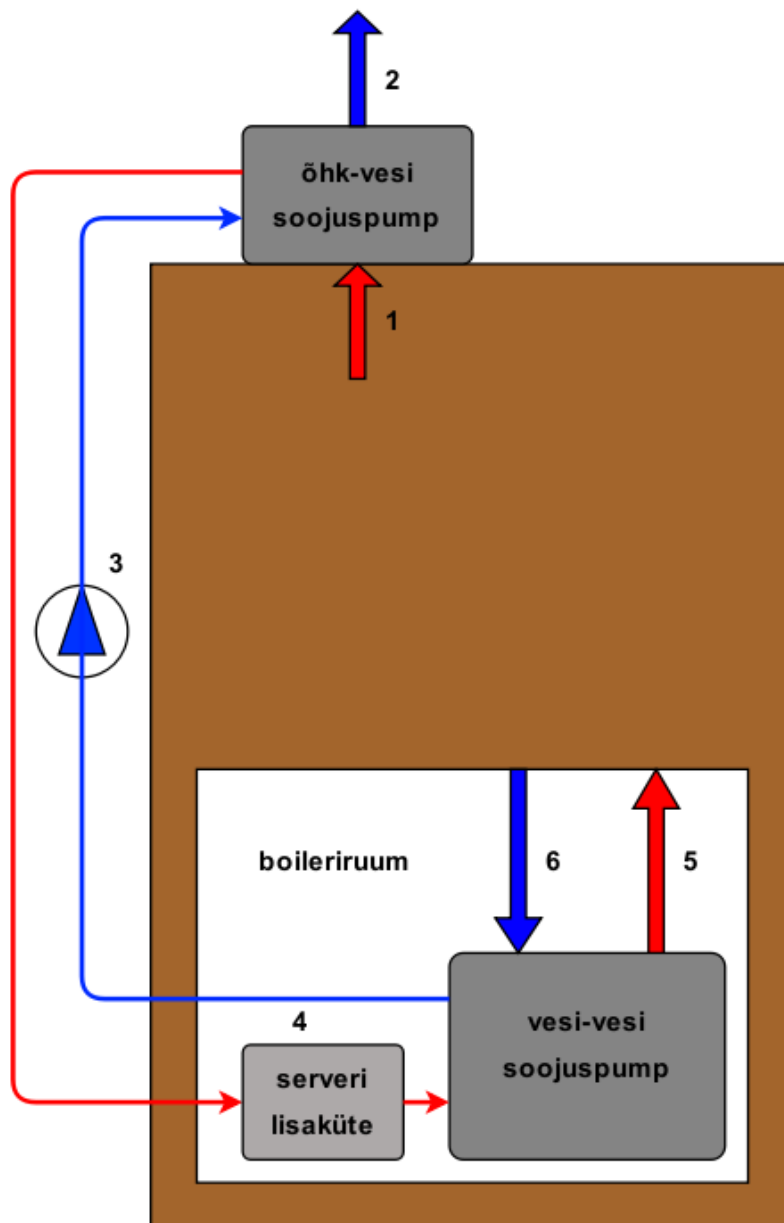 2
õhk-vesi
soojuspump
1
3
boileriruum
6
5
4
vesi-vesi
soojuspump
serveri
lisaküte